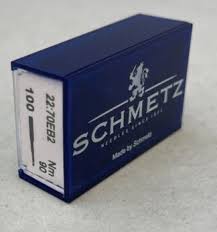 SCHMETZ
NEEDLES SINCE 1851
Made by Schmetz
22:70EB2
100
Nm
90